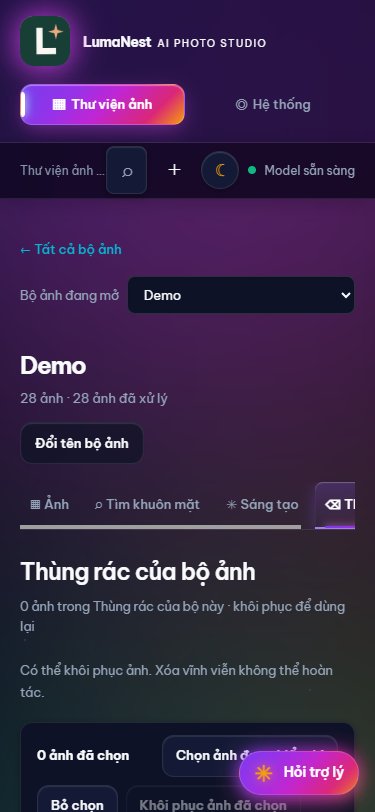 L
LumaNest AI PHOTO STUDIO
Thư viện ảnh
Hệ thống
Thư viện ảnh ...
Model sẵn sàng
← Tất cả bộ ảnh
Bộ ảnh đang mở
Demo
Demo
28 ảnh · 28 ảnh đã xử lý
Đổi tên bộ ảnh
Ảnh
Tìm khuôn mặt
Sáng tạo
Thùng rác của bộ ảnh
0 ảnh trong Thùng rác của bộ này · khôi phục để dùng
lại
Có thể khôi phục ảnh. Xóa vĩnh viễn không thể hoàn
tác.
0 ảnh đã chọn
Chọn ảnh
Hỏi trợ lý
Bỏ chọn
Khôi phục ảnh đã chọn